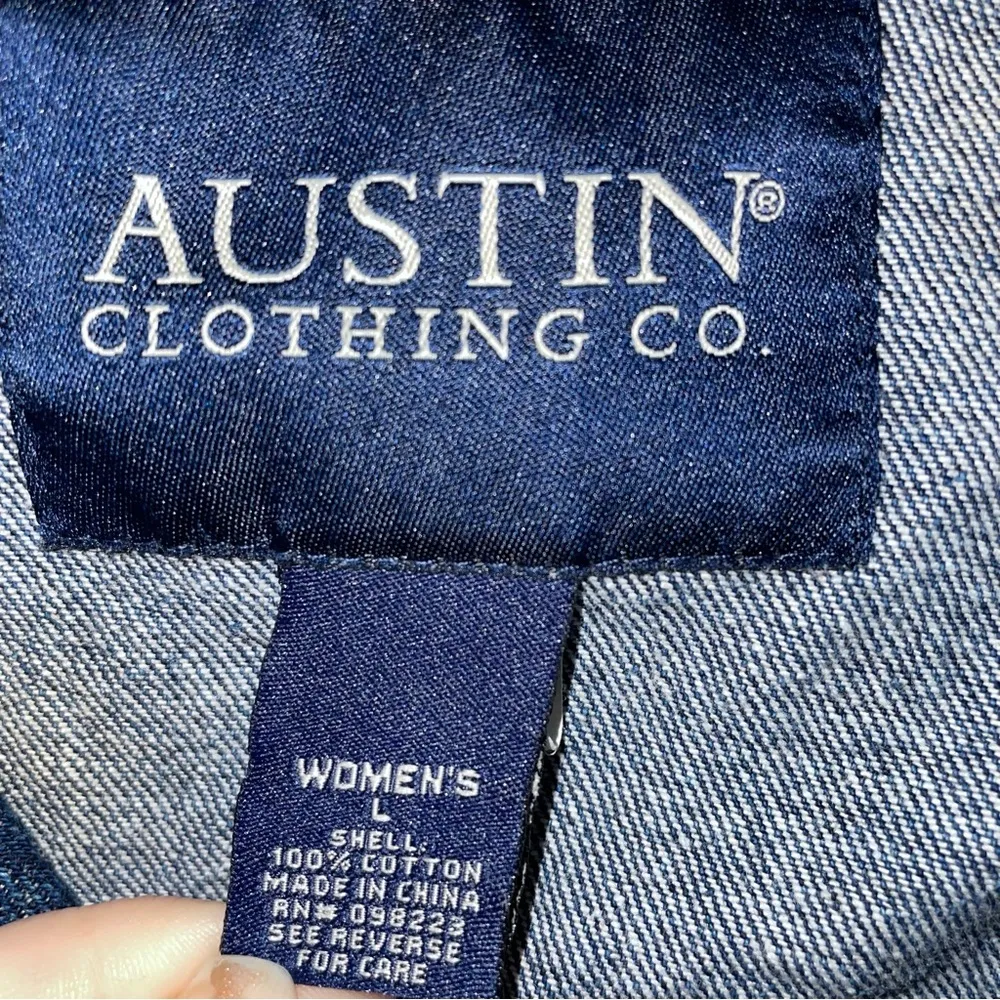 AUSTIN®
CLOTHING CO.
WOMEN'S
L
SHELL:
100% COTTON
MADE IN CHINA
RN# 098223
SEE REVERSE
FOR CARE